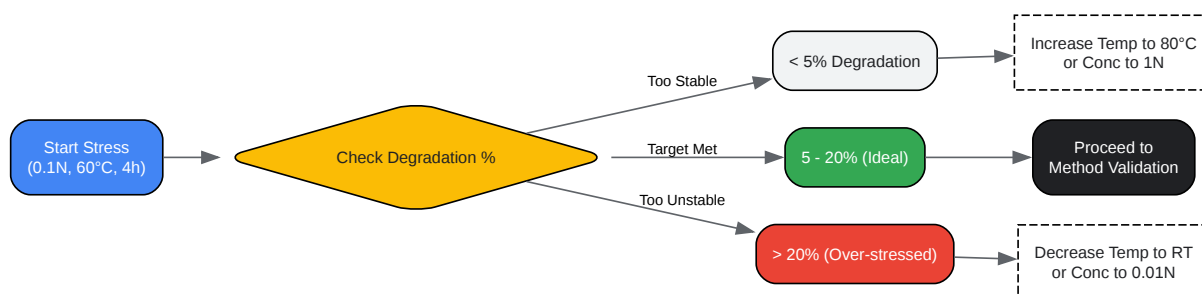 Start Stress
(0.1N, 60°C, 4h)
Check Degradation %
Too Stable
< 5% Degradation
Increase Temp to 80°C
or Conc to 1N
Target Met
5 - 20% (Ideal)
Proceed to
Method Validation
Too Unstable
> 20% (Over-stressed)
Decrease Temp to RT
or Conc to 0.01N